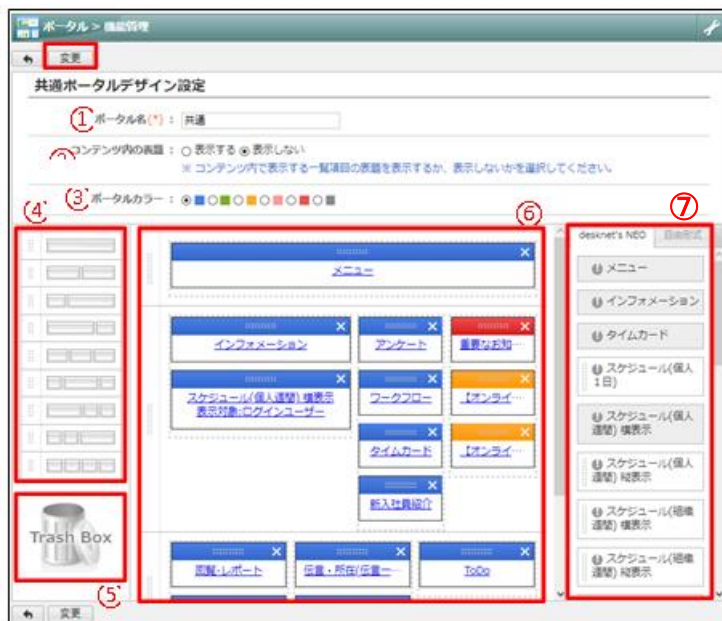 ポータル > 機能管理
変更
共通ポータルデザイン設定
① ポータル名(*) : 共通
コンテンツ内の表題 : 表示する 表示しない
※ コンテンツ内で表示する一覧項目の表題を表示するか、表示しないかを選択してください。
③ ポータルカラー :
④
⑥
⑦
desknet's NEO 自由形式
メニュー
インフォメーション
アンケート
重要なお知…
スケジュール(個人週間) 横表示
表示対象:ログインユーザー
ワークフロー
【オンライ…
タイムカード
【オンライ…
新入社員紹介
回覧・レポート
伝言・所在(伝言一…
ToDo
メニュー
インフォメーション
タイムカード
スケジュール(個人
1日)
スケジュール(個人
週間) 横表示
スケジュール(個人
週間) 縦表示
スケジュール(組織
週間) 横表示
スケジュール(組織
週間) 縦表示
Trash Box
⑤
変更